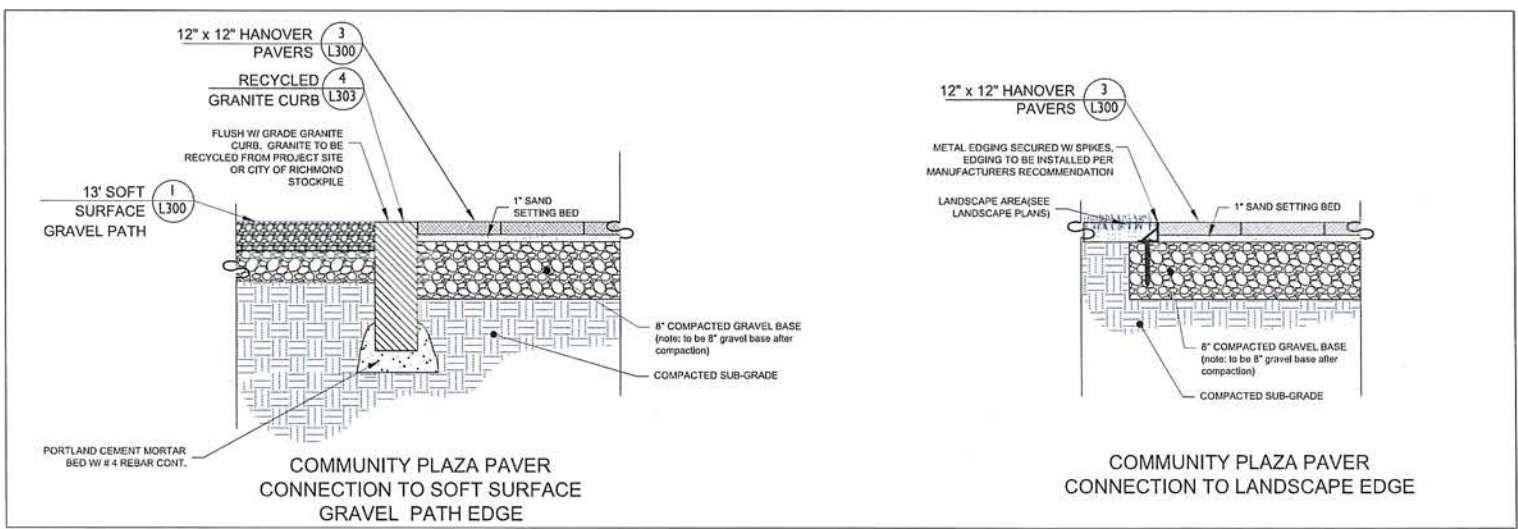 12" x 12" HANOVER
PAVERS
3
L300
RECYCLED
GRANITE CURB
4
L303
FLUSH W/ GRADE GRANITE
CURB. GRANITE TO BE
RECYCLED FROM PROJECT SITE
OR CITY OF RICHMOND
STOCKPILE
13' SOFT
SURFACE
GRAVEL PATH
1
L300
1" SAND
SETTING BED
8" COMPACTED GRAVEL BASE
(note: to be 8" gravel base after
compaction)
COMPACTED SUB-GRADE
PORTLAND CEMENT MORTAR
BED W/ # 4 REBAR CONT.
COMMUNITY PLAZA PAVER
CONNECTION TO SOFT SURFACE
GRAVEL PATH EDGE
12" x 12" HANOVER
PAVERS
3
L300
METAL EDGING SECURED W/ SPIKES,
EDGING TO BE INSTALLED PER
MANUFACTURERS RECOMMENDATION
LANDSCAPE AREA(SEE
LANDSCAPE PLANS)
1" SAND SETTING BED
8" COMPACTED GRAVEL BASE
(note: to be 8" gravel base after
compaction)
COMPACTED SUB-GRADE
COMMUNITY PLAZA PAVER
CONNECTION TO LANDSCAPE EDGE